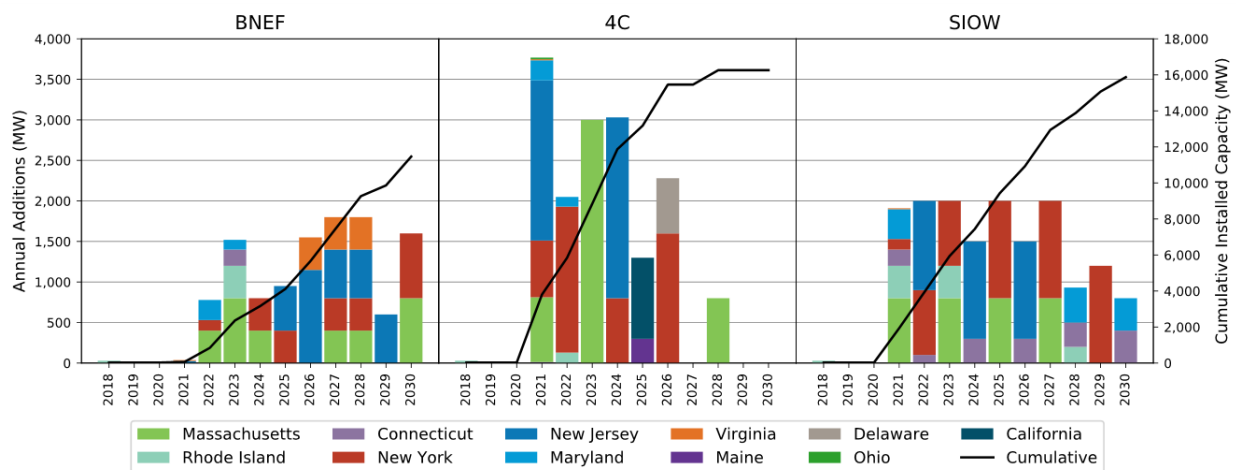 BNEF
4C
SIOW
4,000
3,500
3,000
2,500
2,000
1,500
1,000
500
0
Annual Additions (MW)
18,000
16,000
14,000
12,000
10,000
8,000
6,000
4,000
2,000
0
Cumulative Installed Capacity (MW)
2018 2019 2020 2021 2022 2023 2024 2025 2026 2027 2028 2029 2030
2018 2019 2020 2021 2022 2023 2024 2025 2026 2027 2028 2029 2030
2018 2019 2020 2021 2022 2023 2024 2025 2026 2027 2028 2029 2030
Massachusetts Connecticut New Jersey Virginia Delaware California
Rhode Island New York Maryland Maine Ohio Cumulative